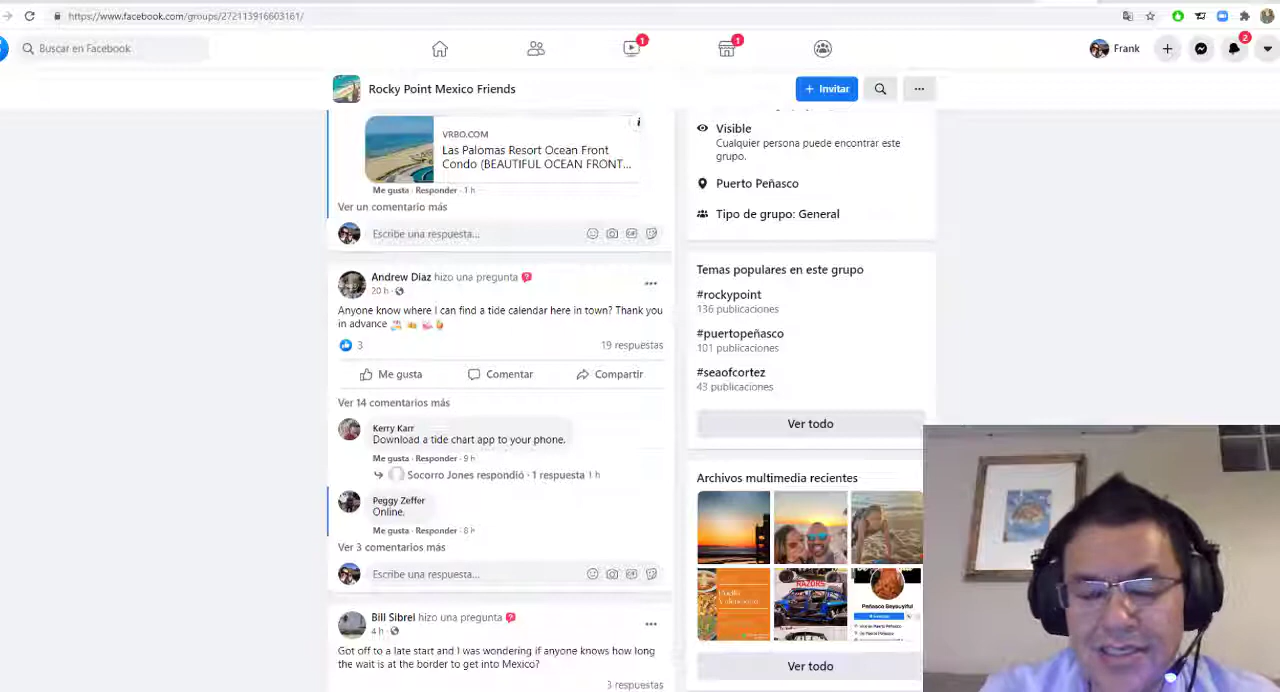 https://www.facebook.com/groups/272113916603161/
Buscar en Facebook
1
1
Frank
2
Rocky Point Mexico Friends
+ Invitar
VRBO.COM
Las Palomas Resort Ocean Front
Condo (BEAUTIFUL OCEAN FRONT...
Me gusta · Responder · 1 h
Ver un comentario más
Escribe una respuesta...
Andrew Diaz hizo una pregunta
20 h ·
Anyone know where I can find a tide calendar here in town? Thank you
in advance
3
19 respuestas
Me gusta
Comentar
Compartir
Ver 14 comentarios más
Kerry Karr
Download a tide chart app to your phone.
Me gusta · Responder · 9 h
Socorro Jones respondió · 1 respuesta 1 h
Peggy Zeffer
Online.
Me gusta · Responder · 8 h
Ver 3 comentarios más
Escribe una respuesta...
Bill Sibrel hizo una pregunta
4 h ·
Got off to a late start and I was wondering if anyone knows how long
the wait is at the border to get into Mexico?
3 respuestas
Visible
Cualquier persona puede encontrar este
grupo.
Puerto Peñasco
Tipo de grupo: General
Temas populares en este grupo
#rockypoint
136 publicaciones
#puertopeñasco
101 publicaciones
#seaofcortez
43 publicaciones
Ver todo
Archivos multimedia recientes
RAZORS
Ver todo